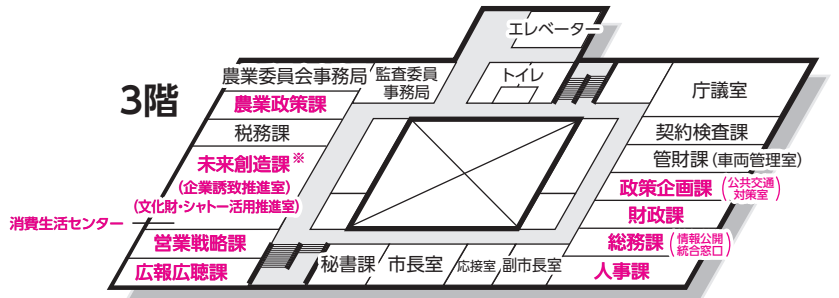 3階
エレベーター
農業委員会事務局
監査委員
事務局
トイレ
庁議室
農業政策課
税務課
契約検査課
未来創造課※
(企業誘致推進室)
(文化財・シャトー活用推進室)
管財課(車両管理室)
政策企画課(公共交通
対策室)
消費生活センター
財政課
営業戦略課
総務課(情報公開
統合窓口)
広報広聴課
秘書課
市長室
応接室
副市長室
人事課